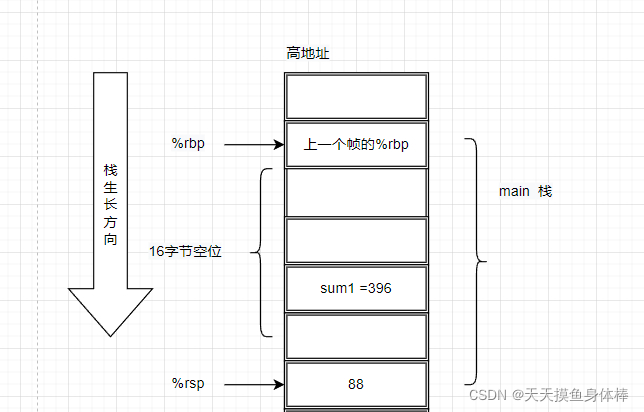 高地址
%rbp
上一个帧的%rbp
栈生长方向
main 栈
16字节空位
sum1 =396
%rsp
88
CSDN @天天摸鱼身体棒